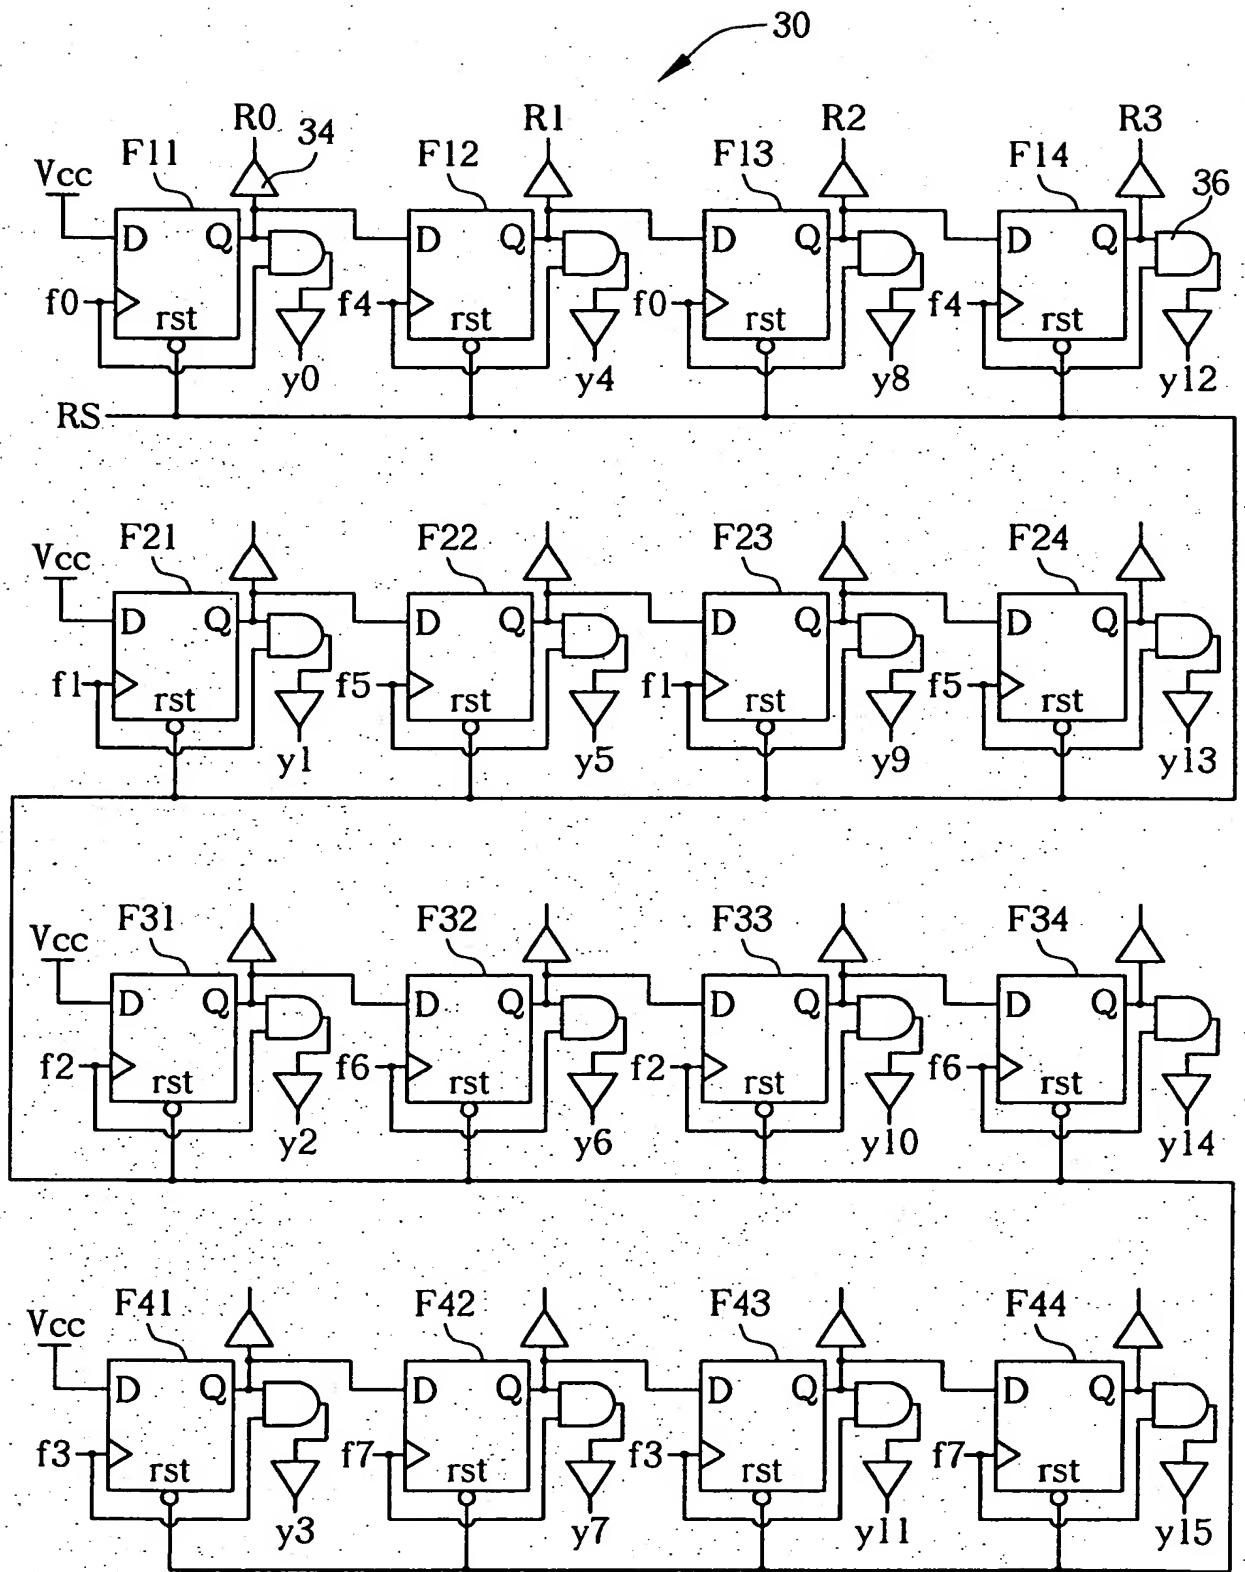 30
R0 34 R1 R2 R3
F11 F12 F13 F14 36
Vcc
D Q D Q D Q D Q
f0 f4 f0 f4
rst rst rst rst
y0 y4 y8 y12
RS
F21 F22 F23 F24
Vcc
D Q D Q D Q D Q
f1 f5 f1 f5
rst rst rst rst
y1 y5 y9 y13
F31 F32 F33 F34
Vcc
D Q D Q D Q D Q
f2 f6 f2 f6
rst rst rst rst
y2 y6 y10 y14
F41 F42 F43 F44
Vcc
D Q D Q D Q D Q
f3 f7 f3 f7
rst rst rst rst
y3 y7 y11 y15